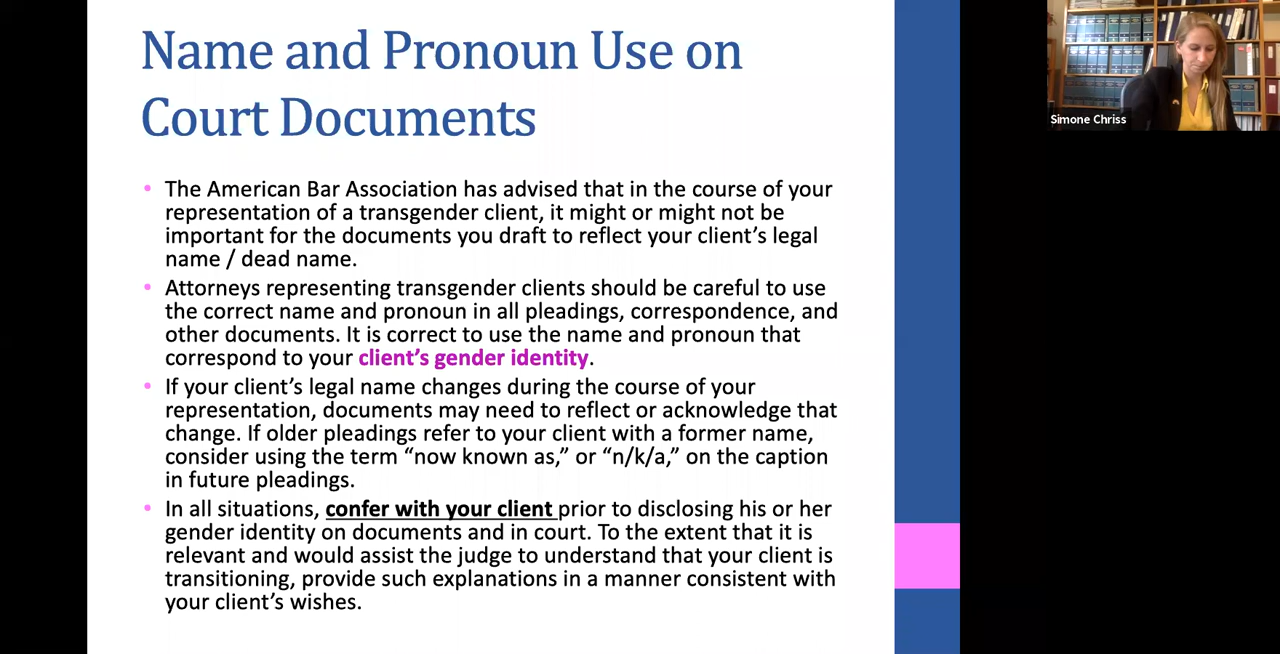 Name and Pronoun Use on
Court Documents
• The American Bar Association has advised that in the course of your
representation of a transgender client, it might or might not be
important for the documents you draft to reflect your client’s legal
name / dead name.
• Attorneys representing transgender clients should be careful to use
the correct name and pronoun in all pleadings, correspondence, and
other documents. It is correct to use the name and pronoun that
correspond to your client’s gender identity.
• If your client’s legal name changes during the course of your
representation, documents may need to reflect or acknowledge that
change. If older pleadings refer to your client with a former name,
consider using the term “now known as,” or “n/k/a,” on the caption
in future pleadings.
• In all situations, confer with your client prior to disclosing his or her
gender identity on documents and in court. To the extent that it is
relevant and would assist the judge to understand that your client is
transitioning, provide such explanations in a manner consistent with
your client’s wishes.
Simone Chriss